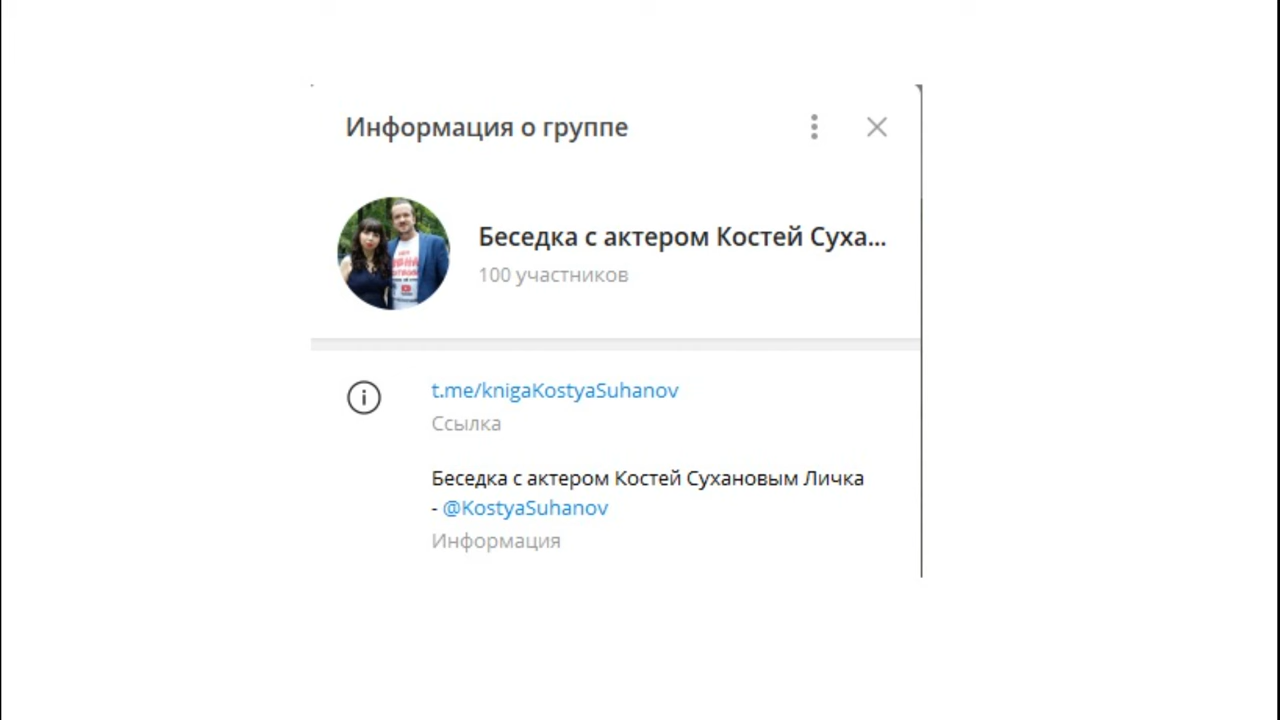 Информация о группе
Беседка с актером Костей Суха...
100 участников
t.me/knigaKostyaSuhanov
Ссылка
Беседка с актером Костей Сухановым Личка
- @KostyaSuhanov
Информация